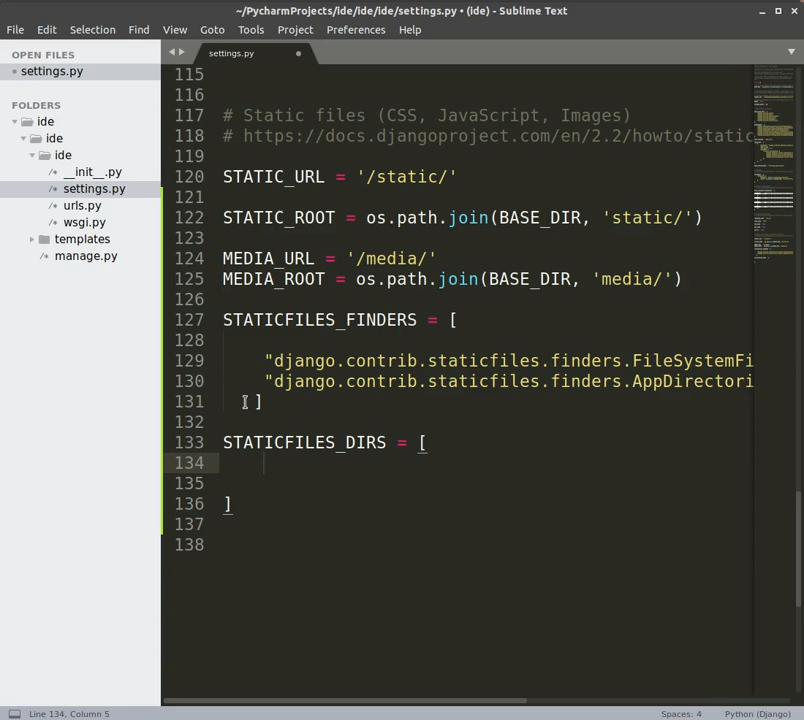 ~/PycharmProjects/ide/ide/ide/settings.py • (ide) - Sublime Text
File Edit Selection View Goto Tools Project Preferences Help
OPEN FILES
settings.py
FOLDERS
ide
ide
ide
/* __init__.py
/* settings.py
/* urls.py
/* wsgi.py
templates
/* manage.py
settings.py
115
116
117 # Static files (CSS, JavaScript, Images)
118 # https://docs.djangoproject.com/en/2.2/howto/static
119
120 STATIC_URL = '/static/'
121
122 STATIC_ROOT = os.path.join(BASE_DIR, 'static/')
123
124 MEDIA_URL = '/media/'
125 MEDIA_ROOT = os.path.join(BASE_DIR, 'media/')
126
127 STATICFILES_FINDERS = [
128
129 "django.contrib.staticfiles.finders.FileSystemFi
130 "django.contrib.staticfiles.finders.AppDirectori
131 ]
132
133 STATICFILES_DIRS = [
134
135
136 ]
137
138
Line 134, Column 5 Spaces: 4 Python (Django)